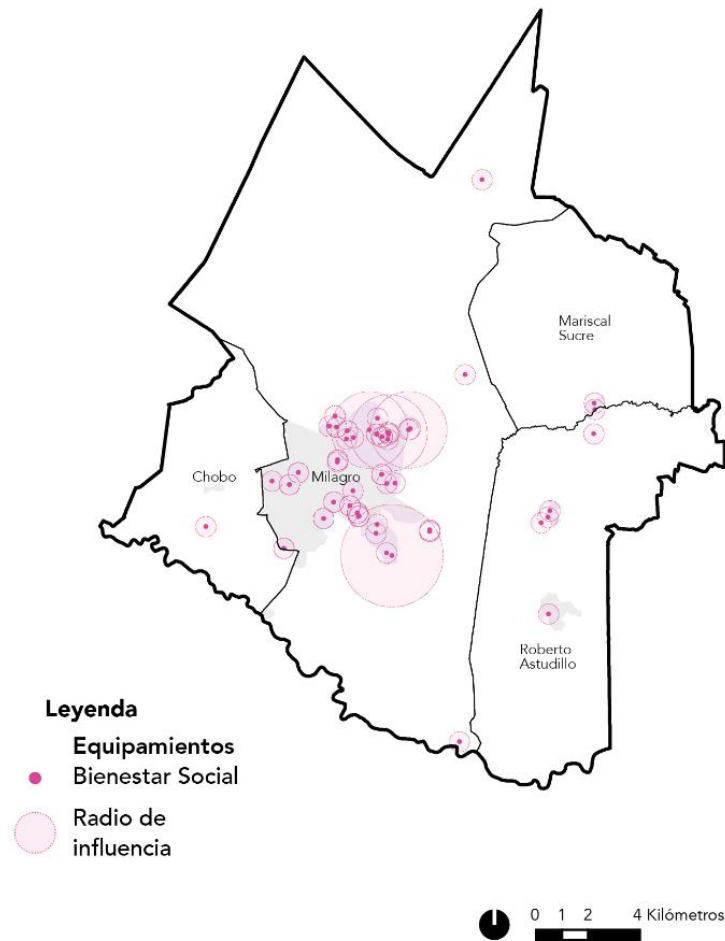 Mariscal
Sucre
Chobo
Milagro
Roberto
Astudillo
Leyenda
Equipamientos
Bienestar Social
Radio de
influencia
0 1 2 4 Kilómetros